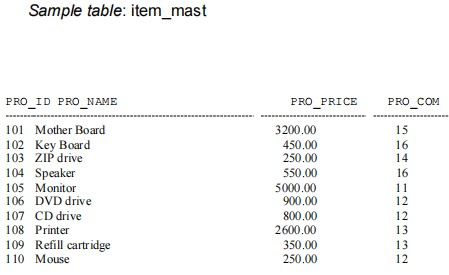 Sample table: item_mast
PRO_ID PRO_NAME PRO_PRICE PRO_COM
101 Mother Board 3200.00 15
102 Key Board 450.00 16
103 ZIP drive 250.00 14
104 Speaker 550.00 16
105 Monitor 5000.00 11
106 DVD drive 900.00 12
107 CD drive 800.00 12
108 Printer 2600.00 13
109 Refill cartridge 350.00 13
110 Mouse 250.00 12